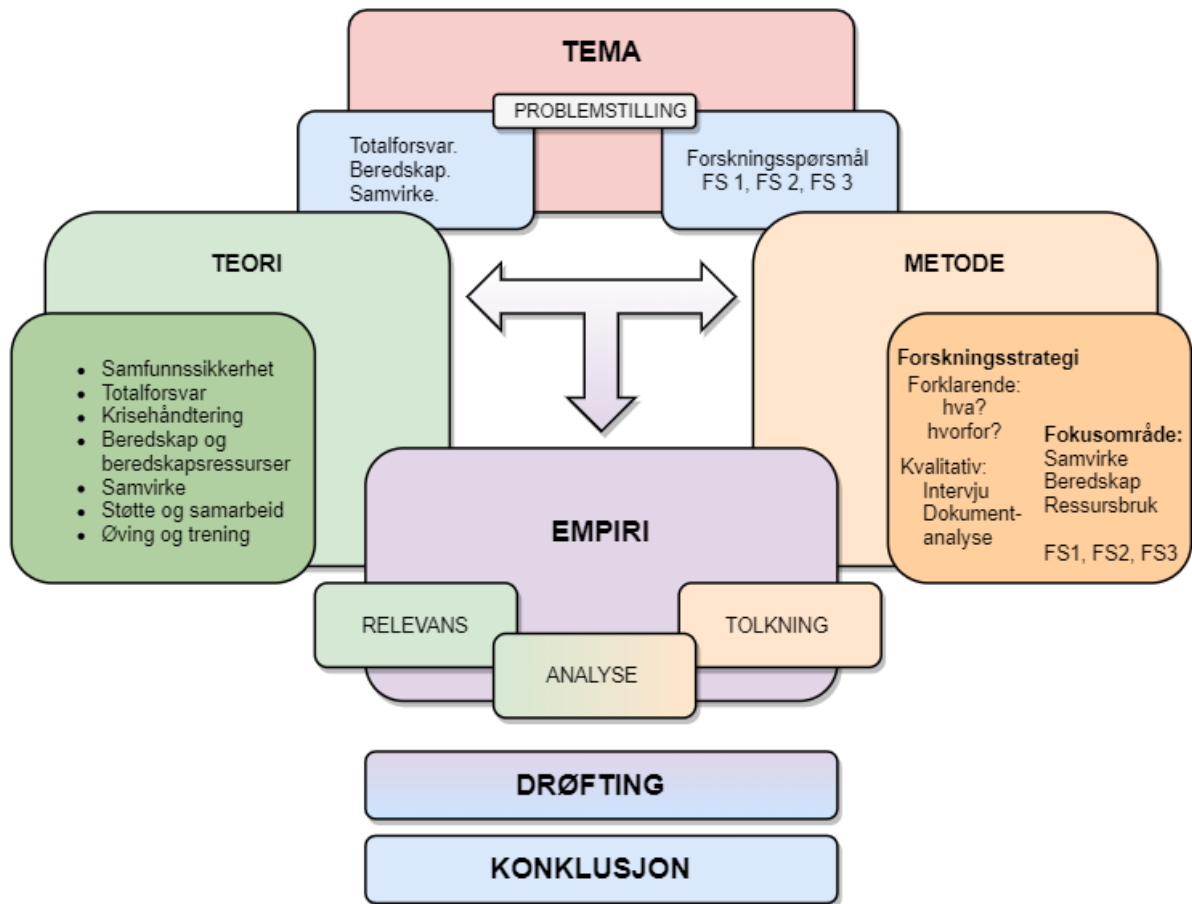 TEMA
PROBLEMSTILLING
Totalforsvar.
Beredskap.
Samvirke.
Forskningsspørsmål
FS 1, FS 2, FS 3
TEORI
• Samfunnssikkerhet
• Totalforsvar
• Krisehåndtering
• Beredskap og
beredskapsressurser
• Samvirke
• Støtte og samarbeid
• Øving og trening
METODE
Forskningsstrategi
Forklarende:
hva?
hvorfor?
Kvalitativ:
Intervju
Dokument-
analyse
Fokusområde:
Samvirke
Beredskap
Ressursbruk
FS1, FS2, FS3
EMPIRI
RELEVANS
ANALYSE
TOLKNING
DRØFTING
KONKLUSJON